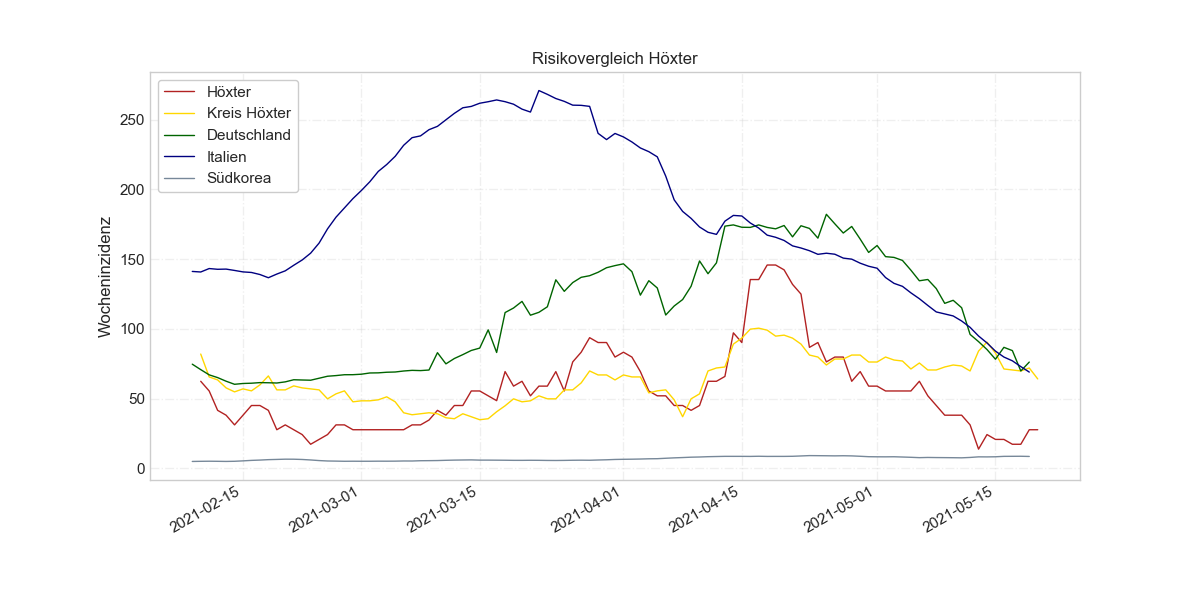 Risikovergleich Höxter
Höxter
Kreis Höxter
Deutschland
Italien
Südkorea
Wocheninzidenz
250
200
150
100
50
0
2021-02-15
2021-03-01
2021-03-15
2021-04-01
2021-04-15
2021-05-01
2021-05-15